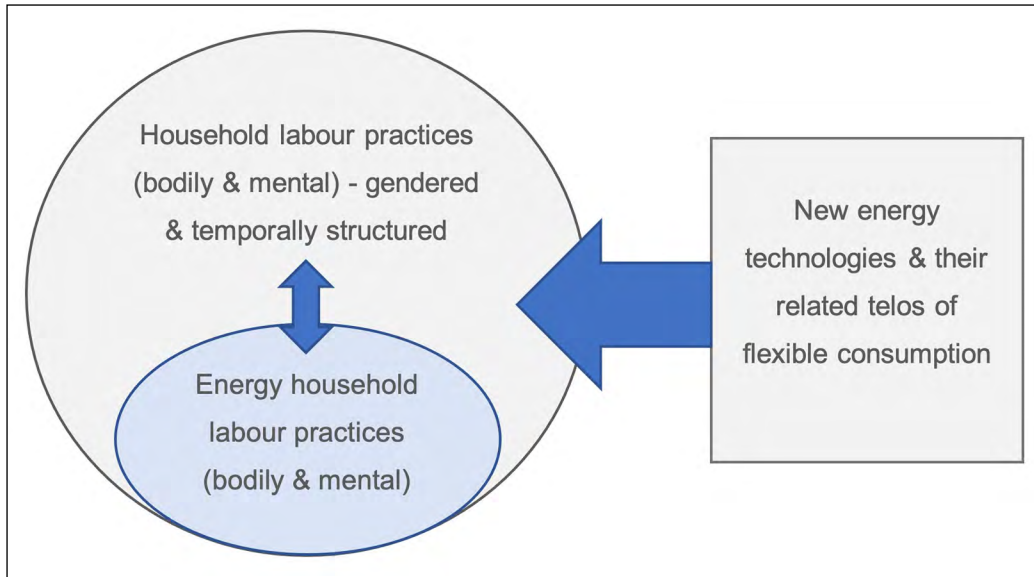 Household labour practices
(bodily & mental) - gendered
& temporally structured
Energy household
labour practices
(bodily & mental)
New energy
technologies & their
related telos of
flexible consumption